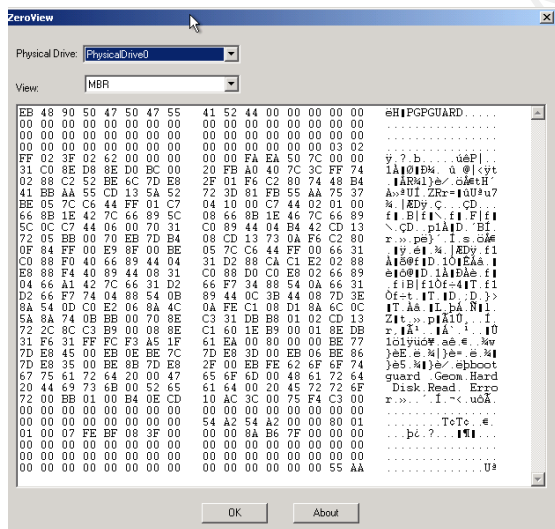 ZeroView
Physical Drive: PhysicalDrive0
View: MBR
EB 48 90 50 47 50 47 55 41 52 44 00 00 00 00 00 ëH▮PGPGUARD.....
00 00 00 00 00 00 00 00 00 00 00 00 00 00 00 00 ................
00 00 00 00 00 00 00 00 00 00 00 00 00 00 00 00 ................
00 00 00 00 00 00 00 00 00 00 00 00 00 00 03 02 ................
FF 02 3F 02 62 00 00 00 00 00 FA EA 50 7C 00 00 ÿ.?.b.....úêP|..
31 C0 8E D8 8E D0 BC 00 20 FB A0 40 7C 3C FF 74
02 88 C2 52 BE 6C 7D E8 2F 01 F6 C2 80 74 48 B4
41 BB AA 55 CD 13 5A 52 72 3D 81 FB 55 AA 75 37
BE 05 7C C6 44 FF 01 C7 04 10 00 C7 44 02 01 00
66 8B 1E 42 7C 66 89 5C 08 66 8B 1E 46 7C 66 89
5C 0C C7 44 06 00 70 31 C0 89 44 04 B4 42 CD 13
72 05 BB 00 70 EB 7D B4 08 CD 13 73 0A F6 C2 80
0F 84 FF 00 E9 8F 00 BE 05 7C C6 44 FF 00 66 31
C0 88 F0 40 66 89 44 04 31 D2 88 CA C1 E2 02 88
E8 88 F4 40 89 44 08 31 C0 88 D0 C0 E8 02 66 89
04 66 A1 42 7C 66 31 D2 66 F7 34 88 54 0A 66 31
D2 66 F7 74 04 88 54 0B 89 44 0C 3B 44 08 7D 3E
8A 54 0D C0 E2 06 8A 4C 0A FE C1 08 D1 8A 6C 0C
5A 8A 74 0B BB 00 70 8E C3 31 DB B8 01 02 CD 13
72 2C 8C C3 B9 00 08 8E C1 60 1E B9 00 01 8E DB
31 F6 31 FF FC F3 A5 1F 61 EA 00 80 00 00 BE 77
7D E8 45 00 EB 0E BE 7C 7D E8 3D 00 EB 06 BE 86
7D E8 35 00 BE 8B 7D E8 2F 00 EB FE 62 6F 6F 74
67 75 61 72 64 20 00 47 65 6F 6D 00 48 61 72 64 guard .Geom.Hard
20 44 69 73 6B 00 52 65 61 64 00 20 45 72 72 6F  Disk.Read. Erro
72 00 BB 01 00 B4 0E CD 10 AC 3C 00 75 F4 C3 00
00 00 00 00 00 00 00 00 00 00 00 00 00 00 00 00 ................
00 00 00 00 00 00 00 00 54 A2 54 A2 00 00 80 01
01 00 07 FE BF 08 3F 00 00 00 8A B6 7F 00 00 00
00 00 00 00 00 00 00 00 00 00 00 00 00 00 00 00 ................
00 00 00 00 00 00 00 00 00 00 00 00 00 00 00 00 ................
00 00 00 00 00 00 00 00 00 00 00 00 00 00 55 AA ..............Uª
OK About